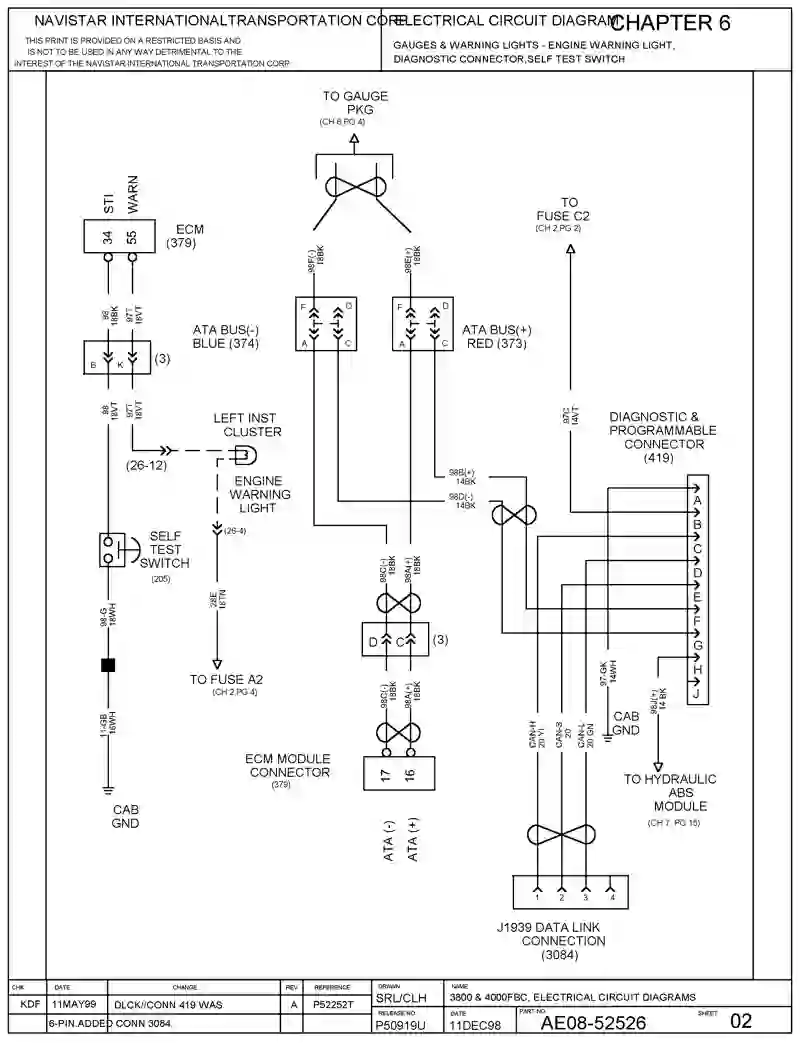 NAVISTAR INTERNATIONALTRANSPORTATION CORP
ELECTRICAL CIRCUIT DIAGRAM
CHAPTER 6
THIS PRINT IS PROVIDED ON A RESTRICTED BASIS AND
IS NOT TO BE USED IN ANY WAY DETRIMENTAL TO THE
INTEREST OF THE NAVISTAR INTERNATIONAL TRANSPORTATION CORP
GAUGES & WARNING LIGHTS - ENGINE WARNING LIGHT,
DIAGNOSTIC CONNECTOR,SELF TEST SWITCH
TO GAUGE
PKG
(CH 6,PG 4)
STI
WARN
34
55
ECM
(379)
TO
FUSE C2
(CH 2,PG 2)
98F(-)
18BK
98E(+)
18BK
98
18BK
97T
18VT
F
D
A
C
F
D
A
C
ATA BUS(-)
BLUE (374)
ATA BUS(+)
RED (373)
B
K
(3)
98
18VT
97T
18VT
97C
14VT
LEFT INST
CLUSTER
(26-12)
ENGINE
WARNING
LIGHT
(26-4)
DIAGNOSTIC &
PROGRAMMABLE
CONNECTOR
(419)
98B(+)
14BK
98D(-)
14BK
A
B
C
D
E
F
G
H
J
SELF
TEST
SWITCH
(205)
98C(-)
18BK
98A(+)
18BK
98-G
18WH
28E
18TN
D
C
(3)
TO FUSE A2
(CH 2,PG 4)
98C(-)
18BK
98A(+)
18BK
97-GK
14WH
98J(+)
14 BK
11-GB
16WH
CAN-H
20 YL
CAN-S
20
CAN-L
20 GN
CAB
GND
ECM MODULE
CONNECTOR
(379)
17
16
TO HYDRAULIC
ABS
MODULE
(CH 7, PG 15)
CAB
GND
ATA (-)
ATA (+)
1
2
3
4
J1939 DATA LINK
CONNECTION
(3084)
CHK
DATE
CHANGE
REV
REFERENCE
DRAWN
NAME
KDF
11MAY99
DLCK//CONN 419 WAS
A
P52252T
SRL/CLH
3800 & 4000FBC, ELECTRICAL CIRCUIT DIAGRAMS
6-PIN.ADDED CONN 3084.
RELEASE NO.
P50919U
DATE
11DEC98
PART NO.
AE08-52526
SHEET
02